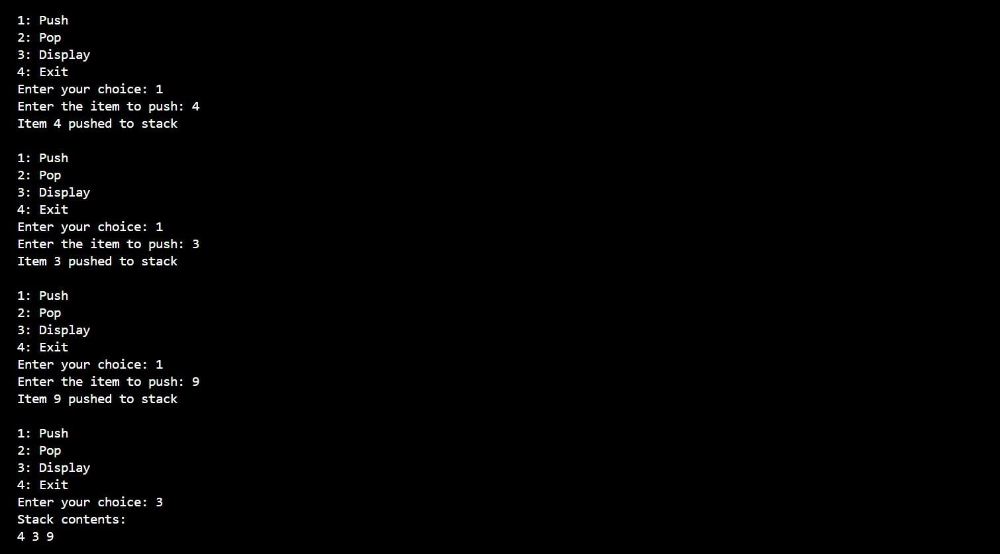 1: Push
2: Pop
3: Display
4: Exit
Enter your choice: 1
Enter the item to push: 4
Item 4 pushed to stack
1: Push
2: Pop
3: Display
4: Exit
Enter your choice: 1
Enter the item to push: 3
Item 3 pushed to stack
1: Push
2: Pop
3: Display
4: Exit
Enter your choice: 1
Enter the item to push: 9
Item 9 pushed to stack
1: Push
2: Pop
3: Display
4: Exit
Enter your choice: 3
Stack contents:
4 3 9